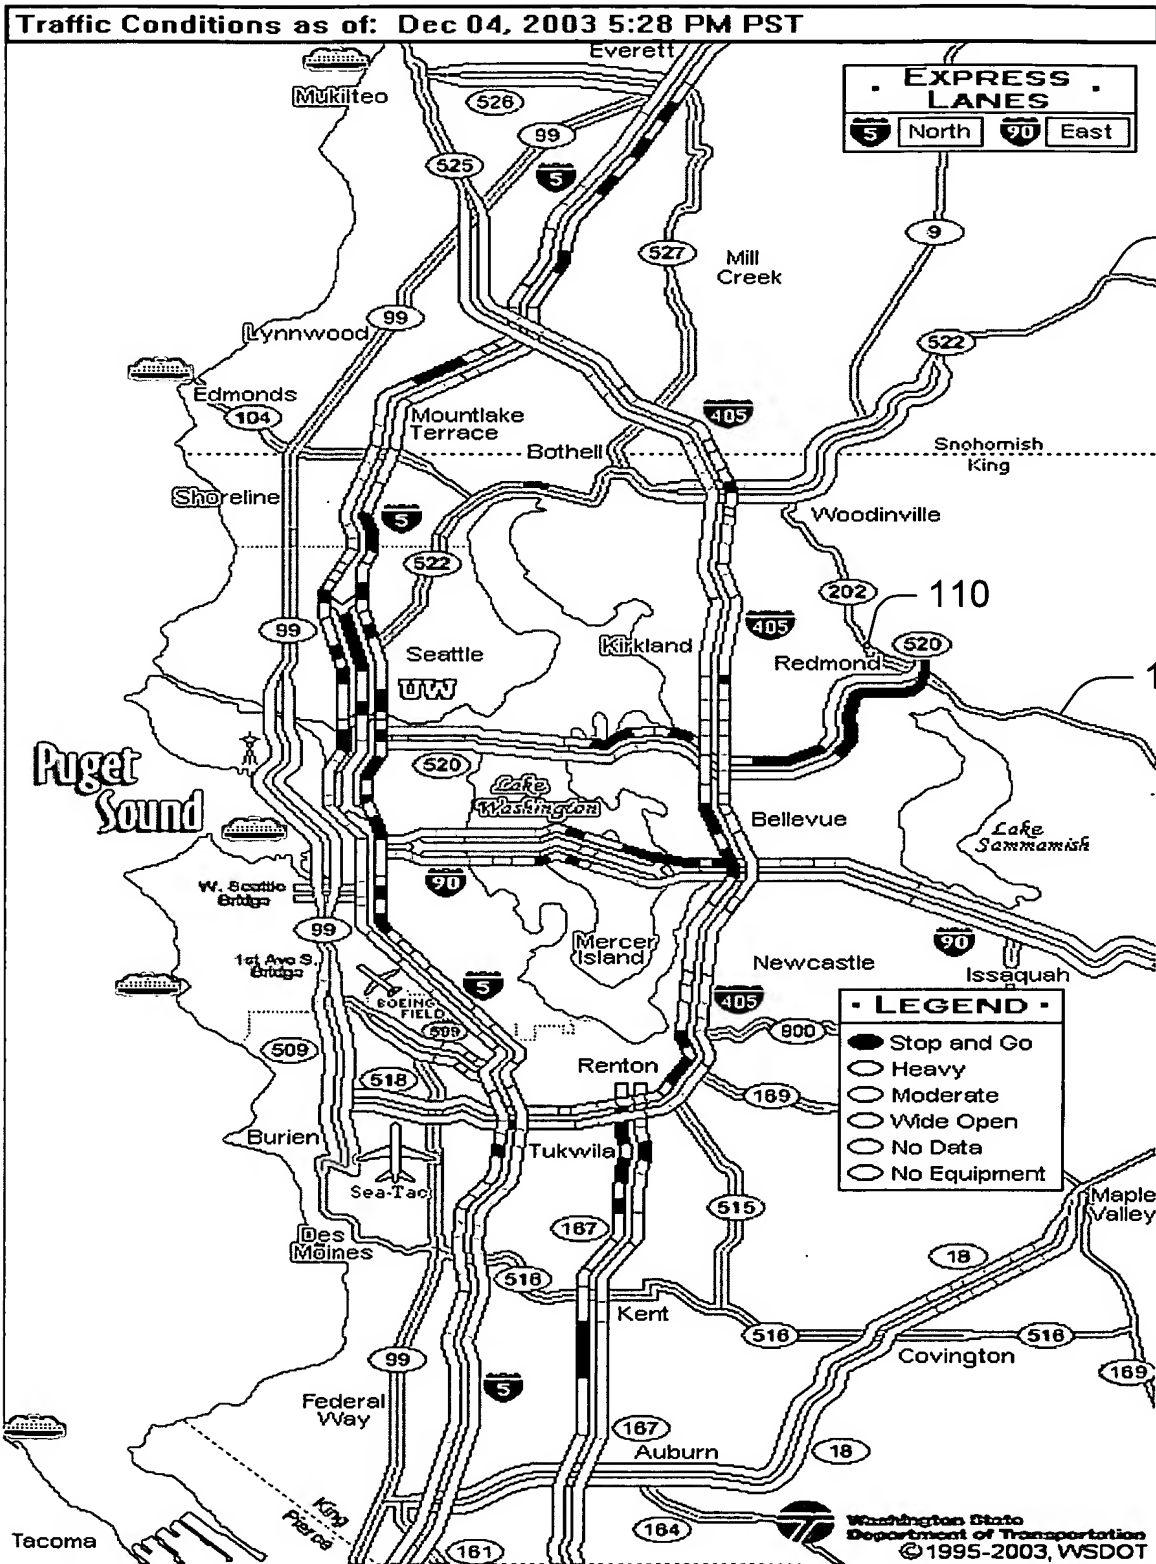 Traffic Conditions as of: Dec 04, 2003 5:28 PM PST
Everett
EXPRESS
LANES
5 North 90 East
Mukilteo
526
99
525
5
9
527
Mill
Creek
99
Lynnwood
522
Edmonds
104
Mountlake
Terrace
405
Bothell
Snohomish
King
Shoreline
5
Woodinville
522
202
110
99
405
Kirkland
520
Seattle
Redmond
1
UW
Puget
Sound
520
Lake
Washington
Bellevue
Lake
Sammamish
90
W. Seattle
Bridge
99
Mercer
Island
90
1st Ave S.
Bridge
Newcastle
Issaquah
5
405
BOEING
FIELD
599
900
509
Renton
518
169
LEGEND
Stop and Go
Heavy
Moderate
Wide Open
No Data
No Equipment
Burien
Tukwila
Sea-Tac
515
Maple
Valley
167
Des
Moines
18
516
Kent
516
516
Covington
99
169
5
Federal
Way
167
Auburn
18
King
Pierce
164
Washington State
Department of Transportation
©1995-2003, WSDOT
Tacoma
161